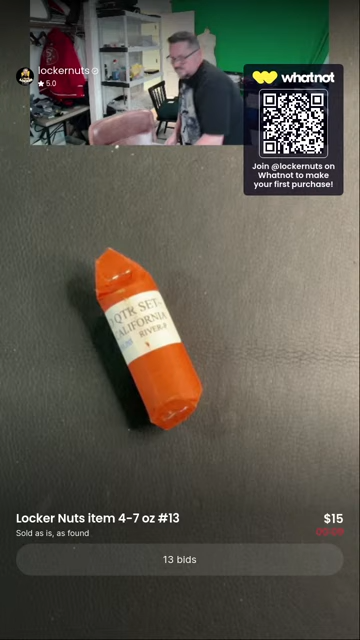 lockernuts
5.0
whatnot
Join @lockernuts on
Whatnot to make
your first purchase!
QTR SET-
CALIFORNIA
RIVER
Locker Nuts item 4-7 oz #13
$15
Sold as is, as found
13 bids